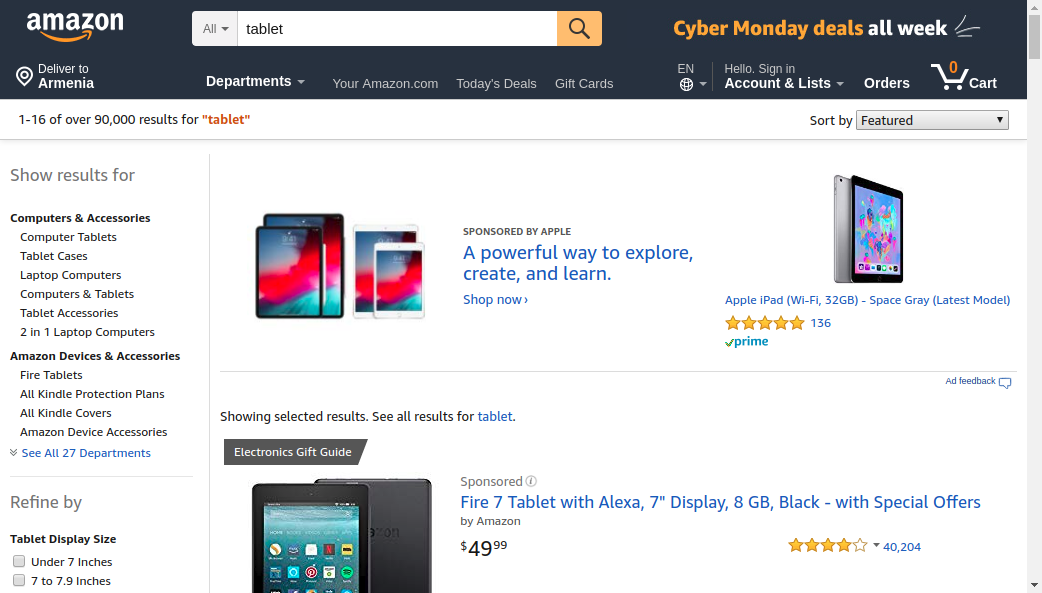 amazon
All
tablet
Cyber Monday deals all week
Deliver to
Armenia
Departments
Your Amazon.com
Today's Deals
Gift Cards
EN
Hello. Sign in
Account & Lists
Orders
0
Cart
1-16 of over 90,000 results for "tablet"
Sort by Featured
Show results for
Computers & Accessories
Computer Tablets
Tablet Cases
Laptop Computers
Computers & Tablets
Tablet Accessories
2 in 1 Laptop Computers
Amazon Devices & Accessories
Fire Tablets
All Kindle Protection Plans
All Kindle Covers
Amazon Device Accessories
See All 27 Departments
Refine by
Tablet Display Size
Under 7 Inches
7 to 7.9 Inches
SPONSORED BY APPLE
A powerful way to explore,
create, and learn.
Shop now ›
Apple iPad (Wi-Fi, 32GB) - Space Gray (Latest Model)
136
prime
Ad feedback
Showing selected results. See all results for tablet.
Electronics Gift Guide
Sponsored
Fire 7 Tablet with Alexa, 7" Display, 8 GB, Black - with Special Offers
by Amazon
$49 99
40,204